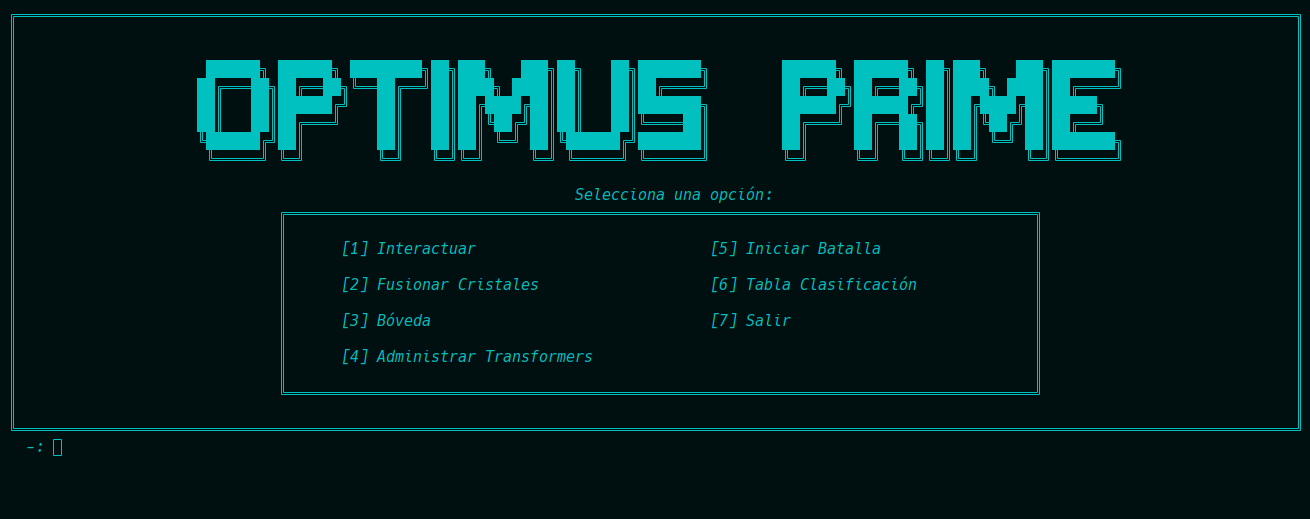 OPTIMUS PRIME
Selecciona una opción:
[1] Interactuar
[2] Fusionar Cristales
[3] Bóveda
[4] Administrar Transformers
[5] Iniciar Batalla
[6] Tabla Clasificación
[7] Salir
-: